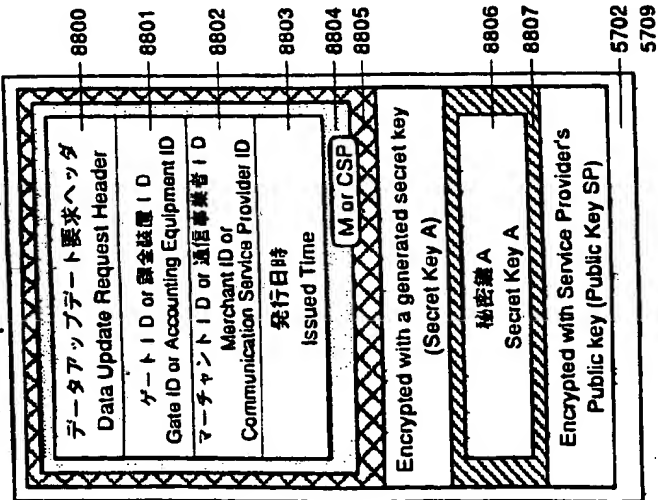 データアップデート要求ヘッダ
Data Update Request Header
8800
ゲートID or 課金装置ID
Gate ID or Accounting Equipment ID
8801
マーチャントID or 通信事業者ID
Merchant ID or
Communication Service Provider ID
8802
発行日時
Issued Time
8803
M or CSP
8804
8805
Encrypted with a generated secret key
(Secret Key A)
秘密鍵A
Secret Key A
8806
8807
Encrypted with Service Provider's
Public key (Public Key SP)
5702
5709